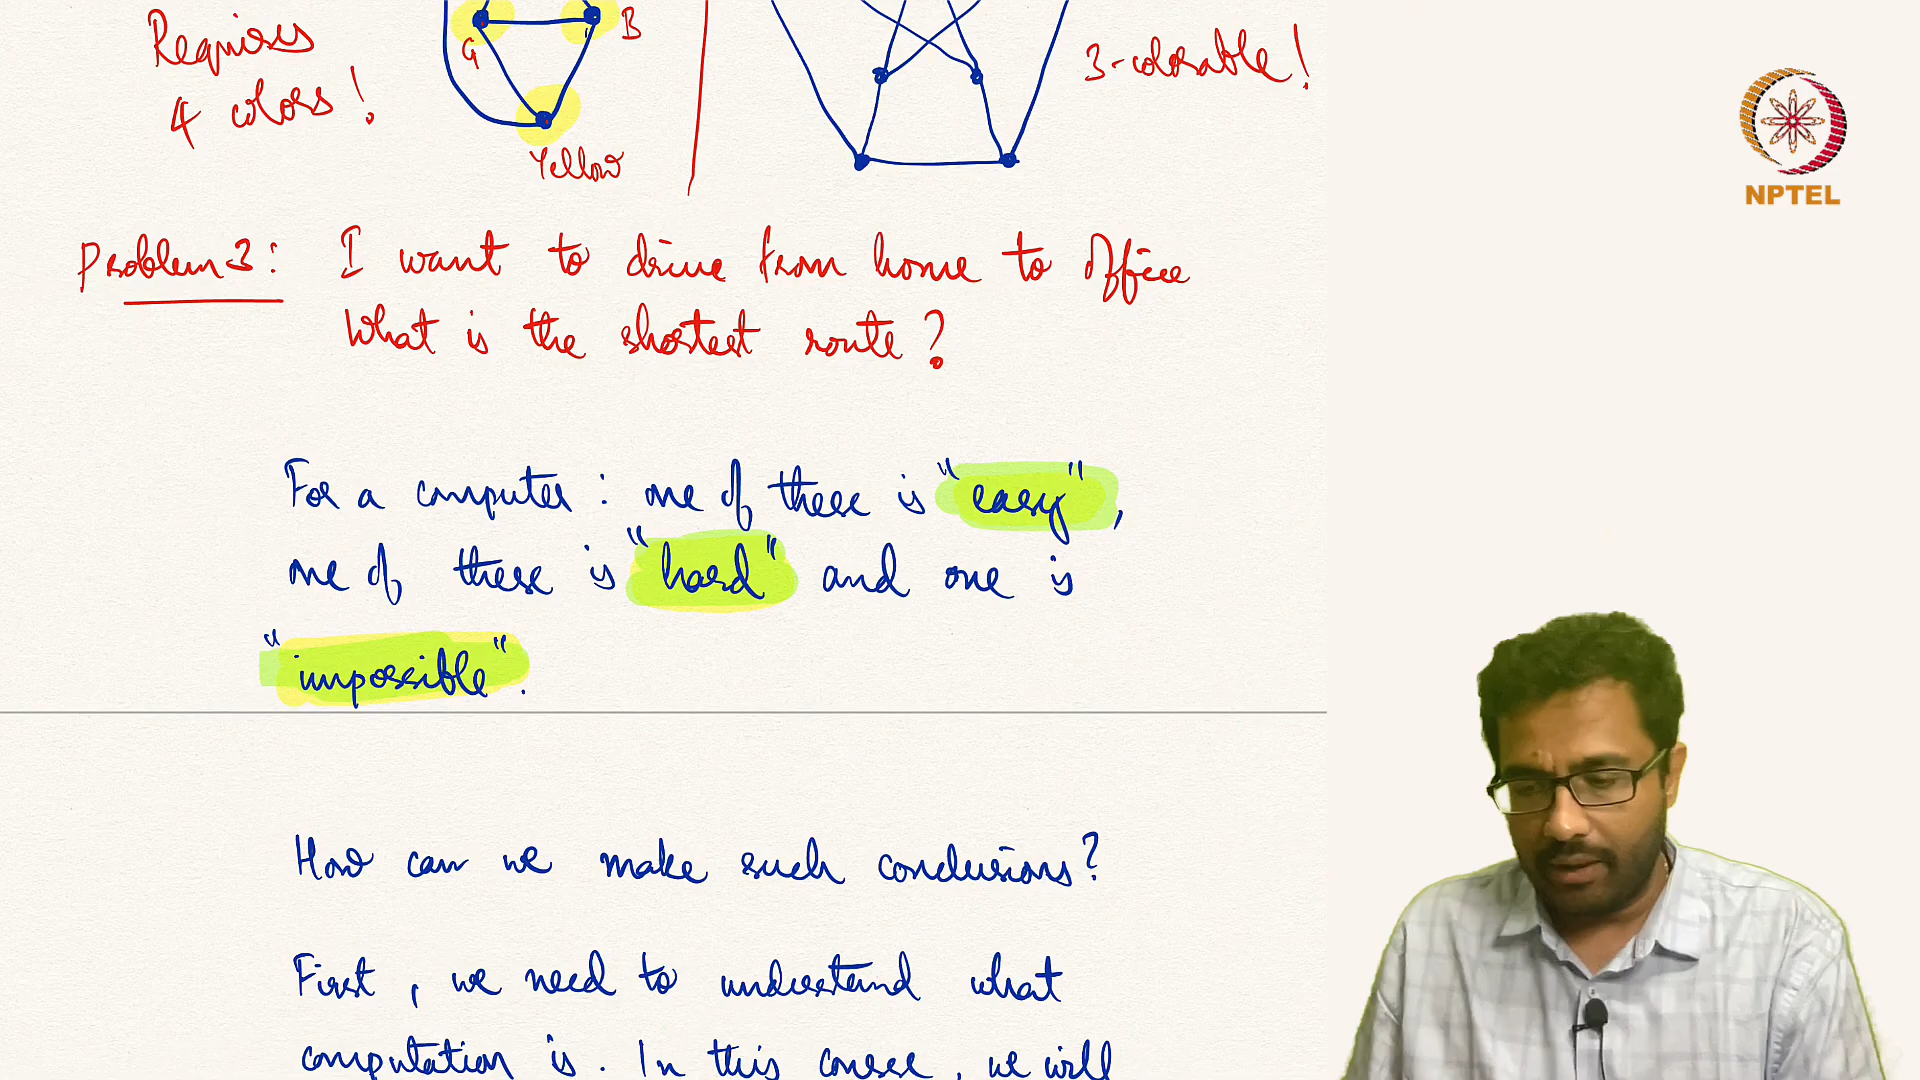 Requires
4 colors!
G
B
Yellow
3-colorable!
NPTEL
Problem 3: I want to drive from home to office
What is the shortest route?
For a computer: one of these is "easy",
one of these is "hard" and one is
"impossible".
How can we make such conclusions?
First, we need to understand what
computation is. In this course, we will